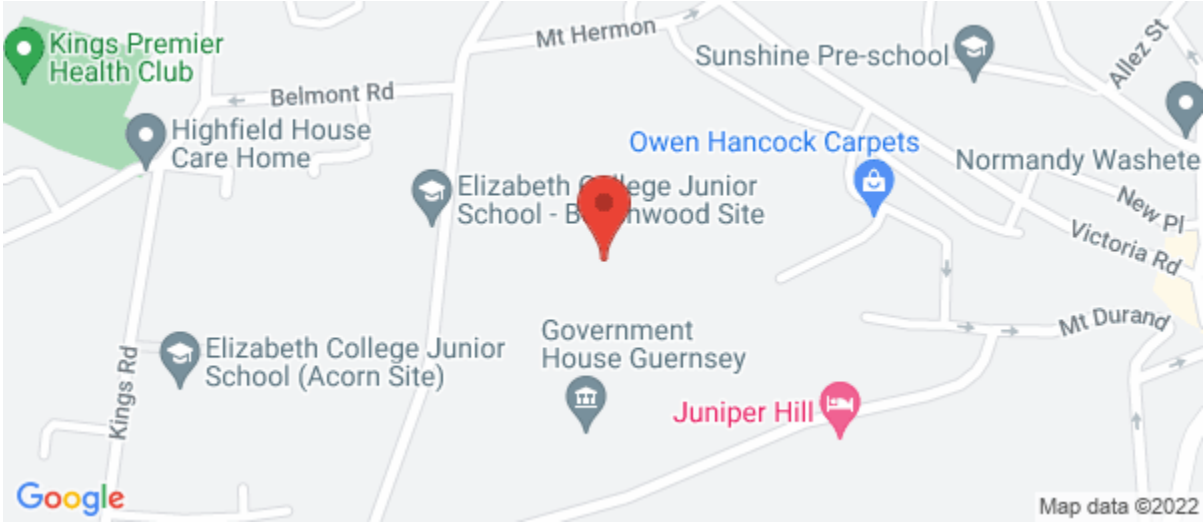 Kings Premier
Health Club
Mt Hermon
Sunshine Pre-school
Allez St
Belmont Rd
Highfield House
Care Home
Owen Hancock Carpets
Normandy Washete
Elizabeth C lege Junior
School - B hwood Site
New Pl
Victoria Rd
Government
House Guernsey
Mt Durand
Elizabeth College Junior
School (Acorn Site)
Kings Rd
Juniper Hill
Google
Map data ©2022